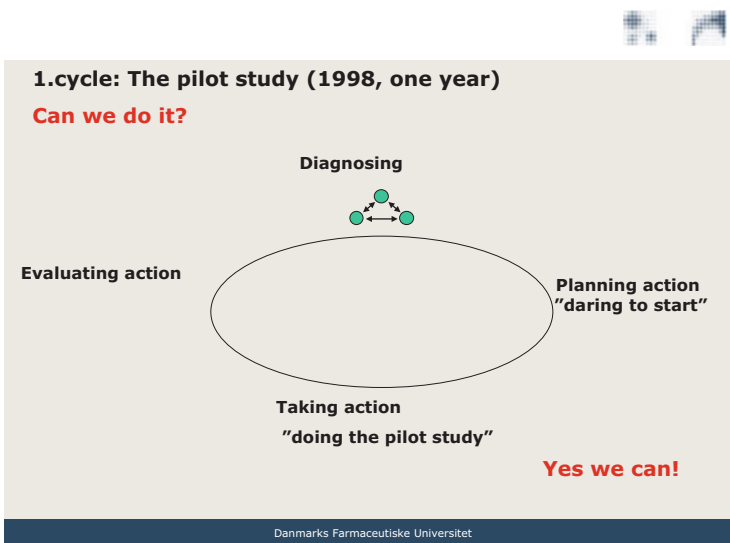 1.cycle: The pilot study (1998, one year)
Can we do it?
Diagnosing
Evaluating action
Planning action
”daring to start”
Taking action
”doing the pilot study”
Yes we can!
Danmarks Farmaceutiske Universitet